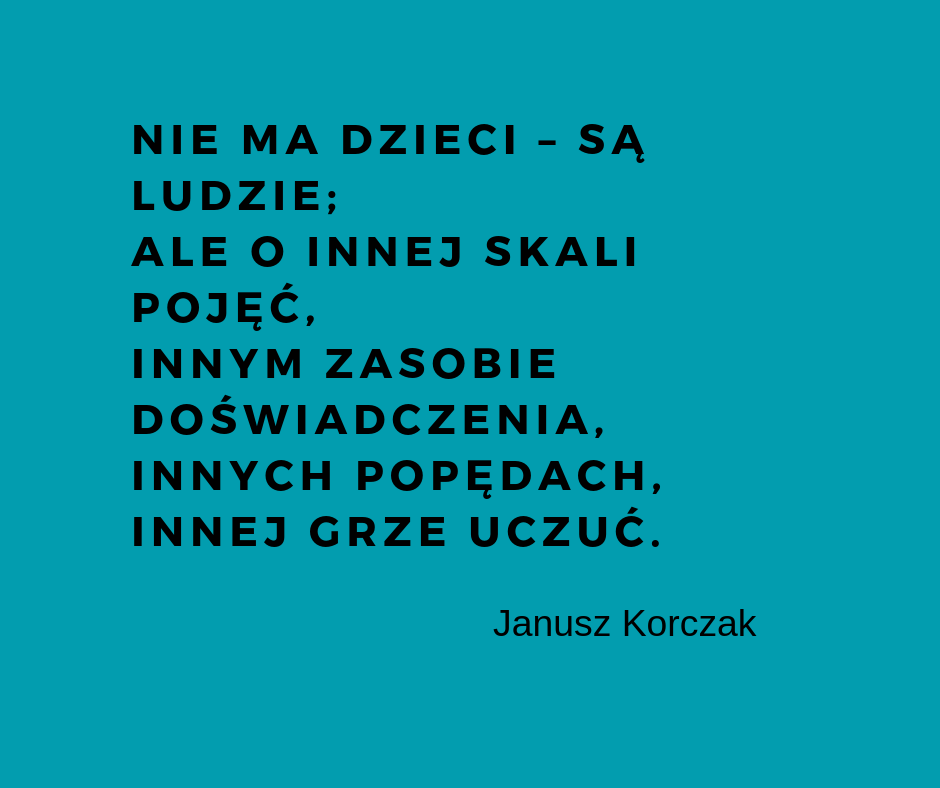 NIE MA DZIECI – SĄ
LUDZIE;
ALE O INNEJ SKALI
POJĘĆ,
INNYM ZASOBIE
DOŚWIADCZENIA,
INNYCH POPĘDACH,
INNEJ GRZE UCZUĆ.
Janusz Korczak